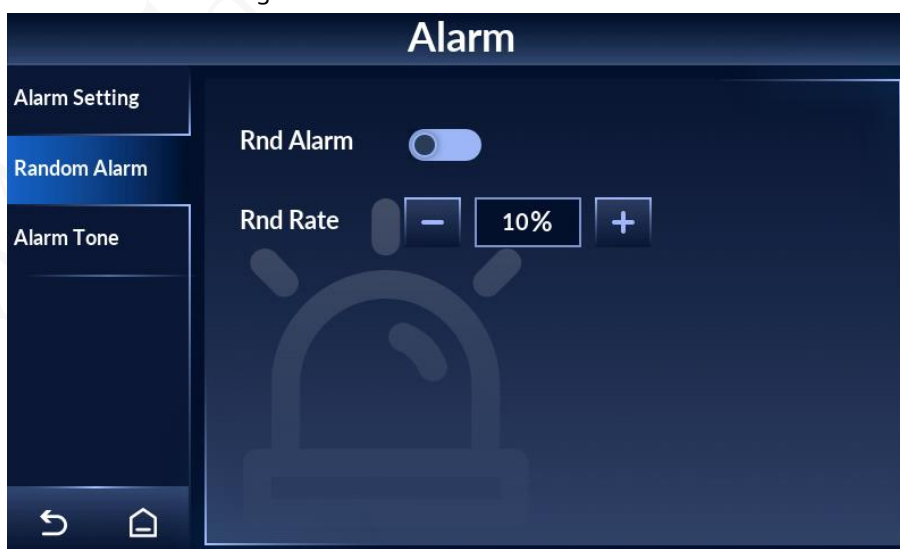 Alarm
Alarm Setting
Random Alarm
Alarm Tone
Rnd Alarm
Rnd Rate − 10% +